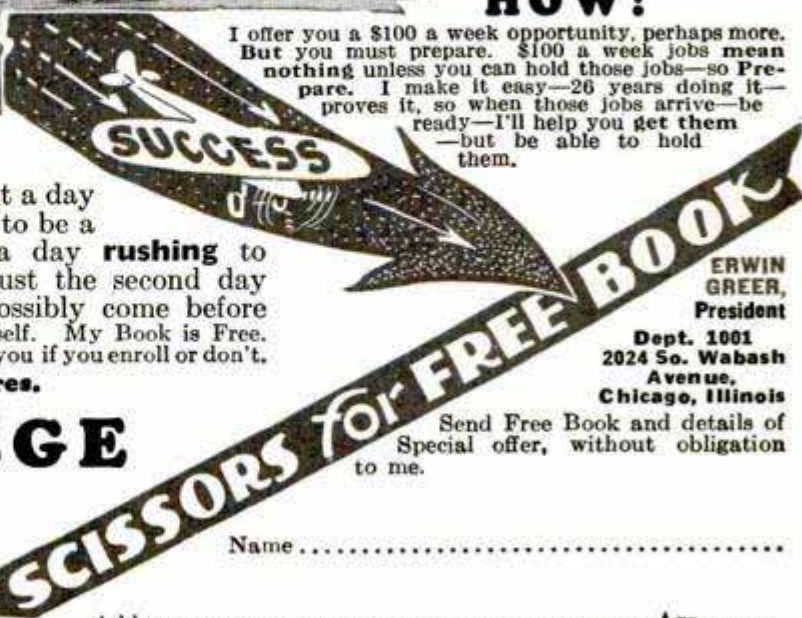 HOW!
I offer you a $100 a week opportunity, perhaps more.
But you must prepare. $100 a week jobs mean
nothing unless you can hold those jobs—so Pre-
pare. I make it easy—26 years doing it—
proves it, so when those jobs arrive—be
ready—I'll help you get them
—but be able to hold
them.
SUCCESS
t a day
to be a
a day rushing to
ust the second day
ossibly come before
self. My Book is Free.
you if you enroll or don't.
res.
GE
SCISSORS for FREE BOOK
ERWIN
GREER,
President
Dept. 1001
2024 So. Wabash
Avenue,
Chicago, Illinois
Send Free Book and details of
Special offer, without obligation
to me.
Name